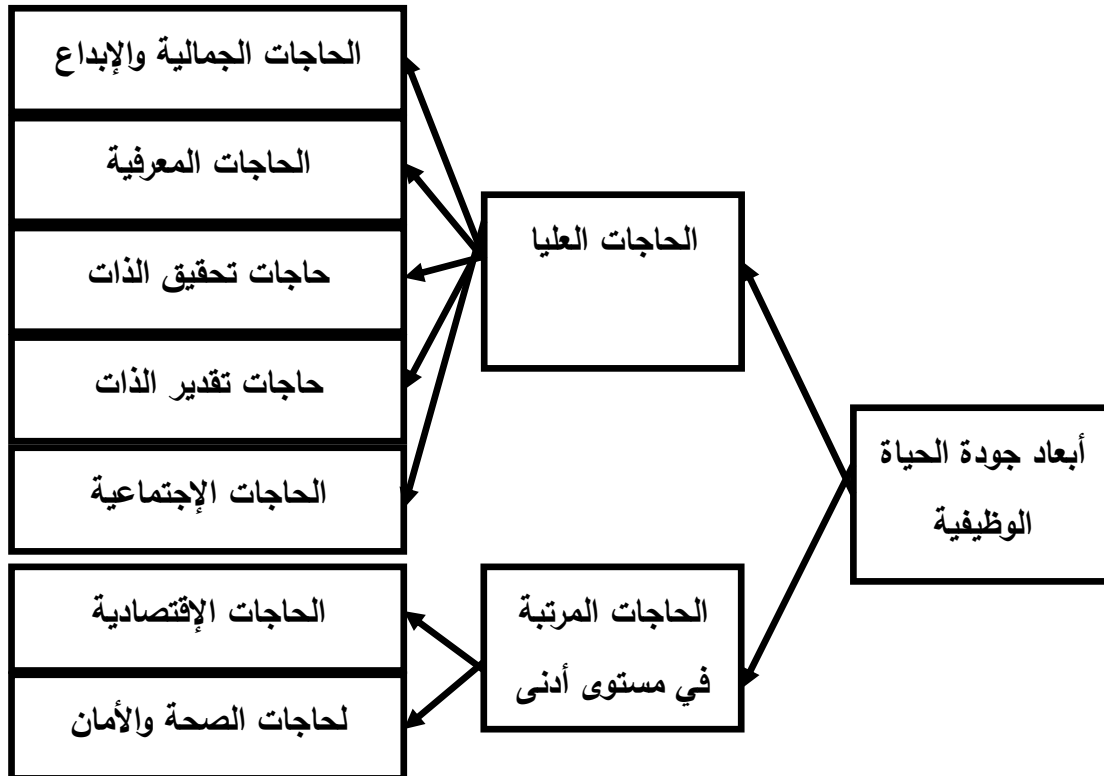 أبعاد جودة الحياة
الوظيفية
الحاجات العليا
الحاجات الجمالية والإبداع
الحاجات المعرفية
حاجات تحقيق الذات
حاجات تقدير الذات
الحاجات الإجتماعية
الحاجات المرتبة
في مستوى أدنى
الحاجات الإقتصادية
لحاجات الصحة والأمان